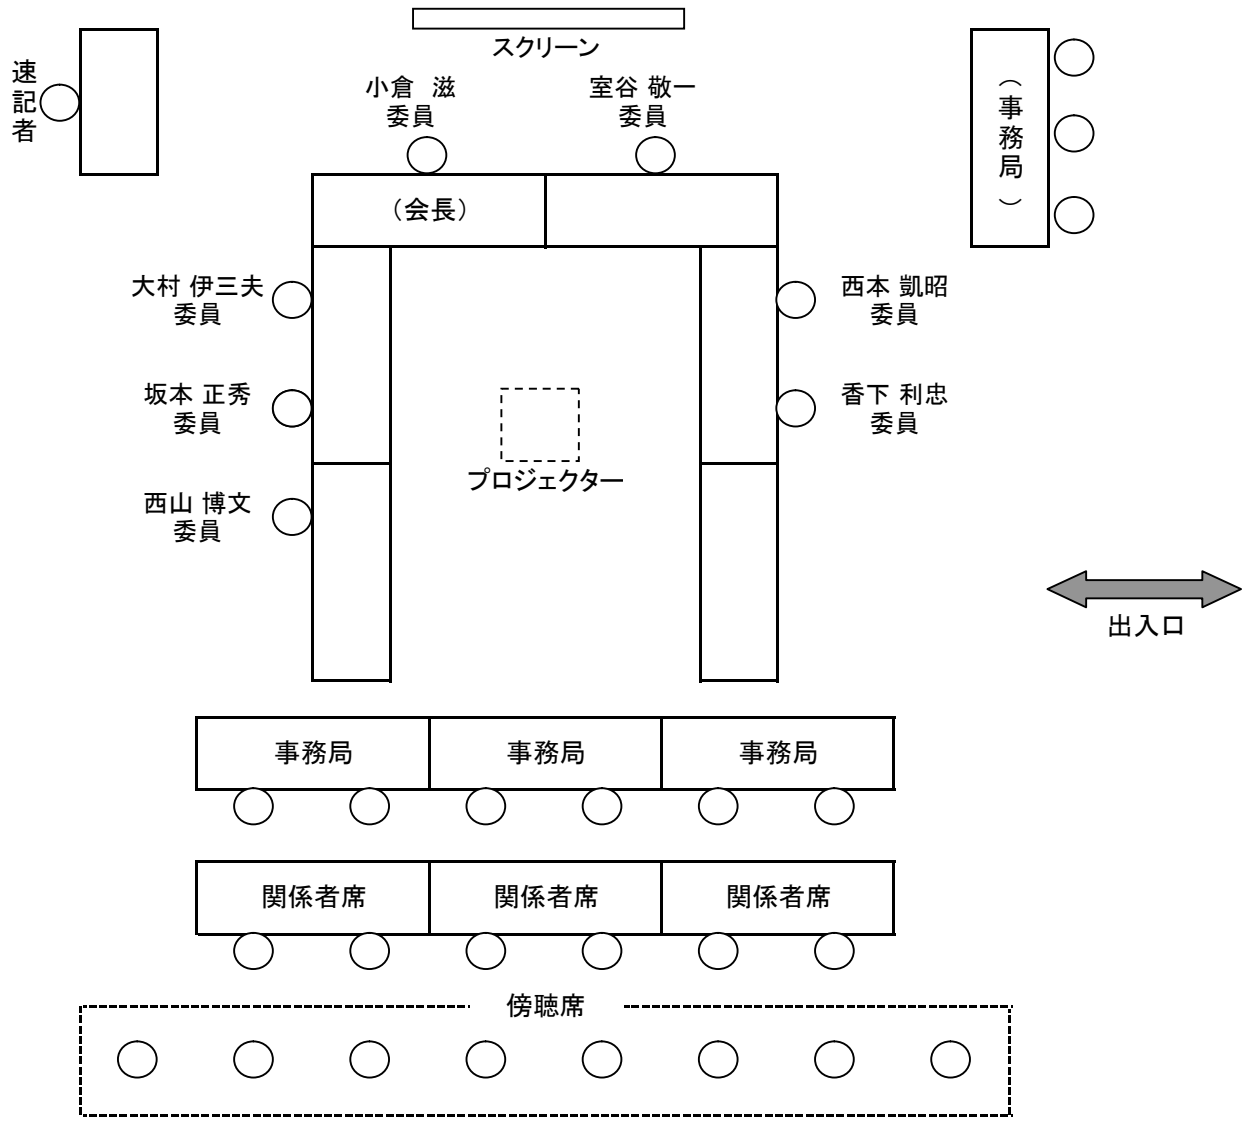 スクリーン
速記者
小倉　滋
委員
室谷 敬一
委員
（事務局）
（会長）
大村 伊三夫
委員
西本 凱昭
委員
坂本 正秀
委員
香下 利忠
委員
プロジェクター
西山 博文
委員
出入口
事務局
事務局
事務局
関係者席
関係者席
関係者席
傍聴席